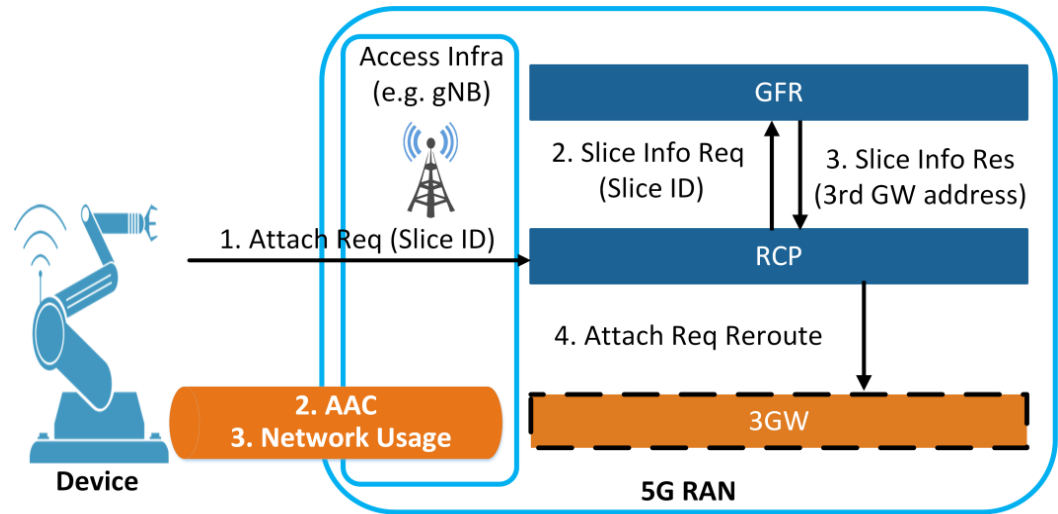 Access Infra
(e.g. gNB)
GFR
2. Slice Info Req
(Slice ID)
3. Slice Info Res
(3rd GW address)
1. Attach Req (Slice ID)
RCP
4. Attach Req Reroute
2. AAC
3. Network Usage
3GW
Device
5G RAN